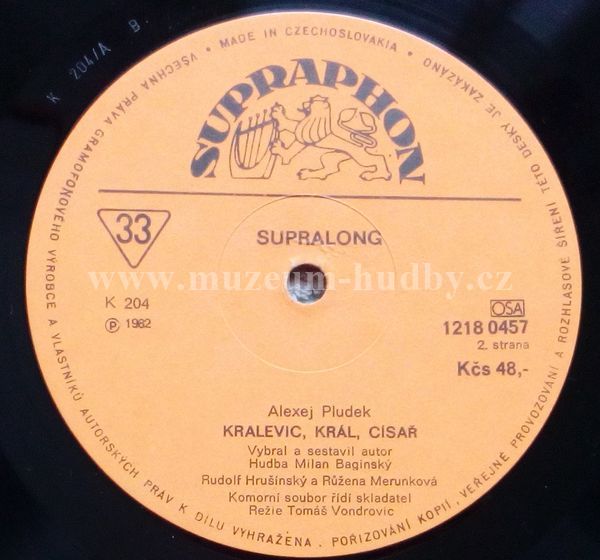 K 204/A B
MADE IN CZECHOSLOVAKIA • VŠECHNA PRÁVA GRAMOFONOVÉHO VÝROBCE A VLASTNÍKŮ AUTORSKÝCH PRÁV K DÍLU VYHRAŽENA. POŘIZOVÁNÍ KOPIÍ, VEŘEJNÉ PROVOZOVÁNÍ A ROZHLASOVÉ ŠÍŘENÍ TÉTO DESKY JE ZAKÁZÁNO •
SUPRAPHON
33
SUPRALONG
www.muzeum-hudby.cz
K 204
Ⓟ 1982
OSA
1218 0457
2. strana
Kčs 48,-
Alexej Pludek
KRALEVIC, KRÁL, CÍSAŘ
Vybral a sestavil autor
Hudba Milan Baginský
Rudolf Hrušínský a Růžena Merunková
Komorní soubor řídí skladatel
Režie Tomáš Vondrovic